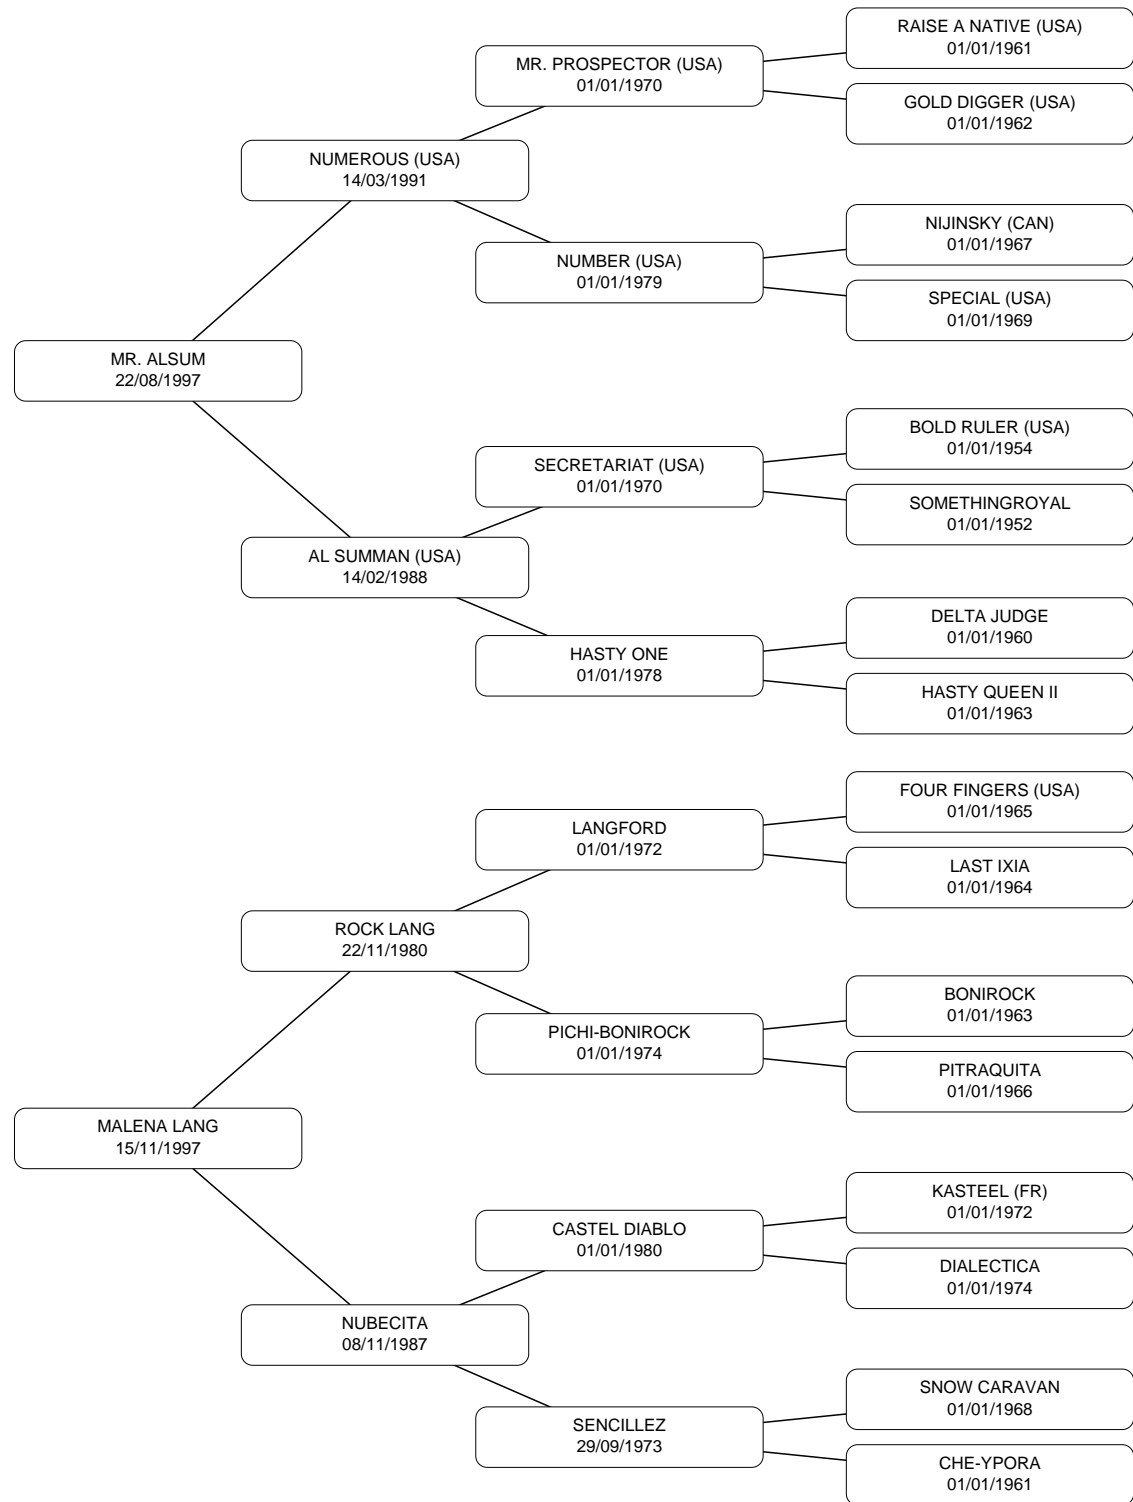 RAISE A NATIVE (USA)
01/01/1961
MR. PROSPECTOR (USA)
01/01/1970
GOLD DIGGER (USA)
01/01/1962
NUMEROUS (USA)
14/03/1991
NIJINSKY (CAN)
01/01/1967
NUMBER (USA)
01/01/1979
SPECIAL (USA)
01/01/1969
MR. ALSUM
22/08/1997
BOLD RULER (USA)
01/01/1954
SECRETARIAT (USA)
01/01/1970
SOMETHINGROYAL
01/01/1952
AL SUMMAN (USA)
14/02/1988
DELTA JUDGE
01/01/1960
HASTY ONE
01/01/1978
HASTY QUEEN II
01/01/1963
FOUR FINGERS (USA)
01/01/1965
LANGFORD
01/01/1972
LAST IXIA
01/01/1964
ROCK LANG
22/11/1980
BONIROCK
01/01/1963
PICHI-BONIROCK
01/01/1974
PITRAQUITA
01/01/1966
MALENA LANG
15/11/1997
KASTEEL (FR)
01/01/1972
CASTEL DIABLO
01/01/1980
DIALECTICA
01/01/1974
NUBECITA
08/11/1987
SNOW CARAVAN
01/01/1968
SENCILLEZ
29/09/1973
CHE-YPORA
01/01/1961